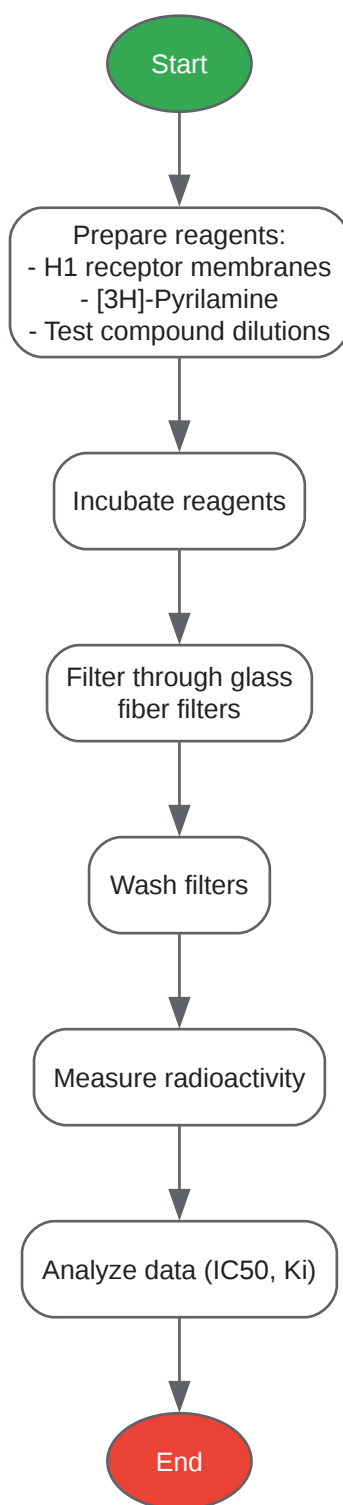 Start
Prepare reagents:
- H1 receptor membranes
- [3H]-Pyrilamine
- Test compound dilutions
Incubate reagents
Filter through glass
fiber filters
Wash filters
Measure radioactivity
Analyze data (IC50, Ki)
End